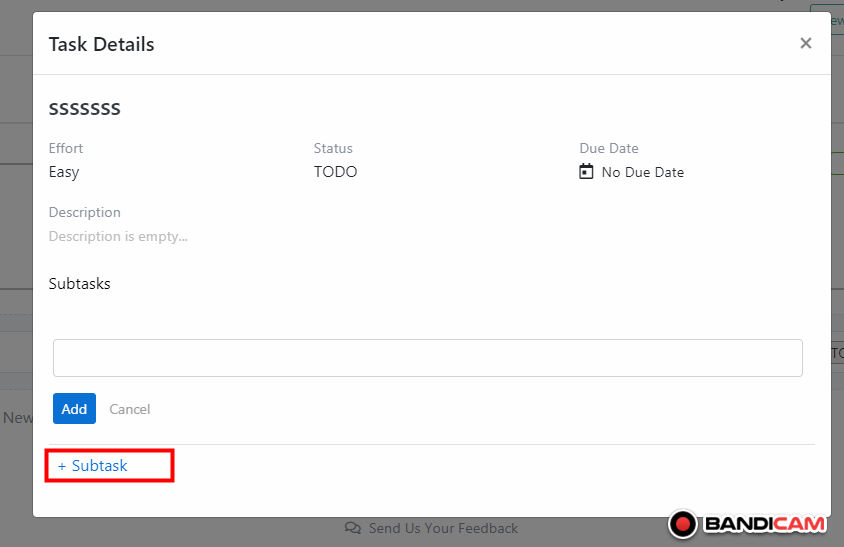 Task Details
×
sssssss
Effort
Status
Due Date
Easy
TODO
No Due Date
Description
Description is empty...
Subtasks
Add
Cancel
New
+ Subtask
Send Us Your Feedback
BANDICAM